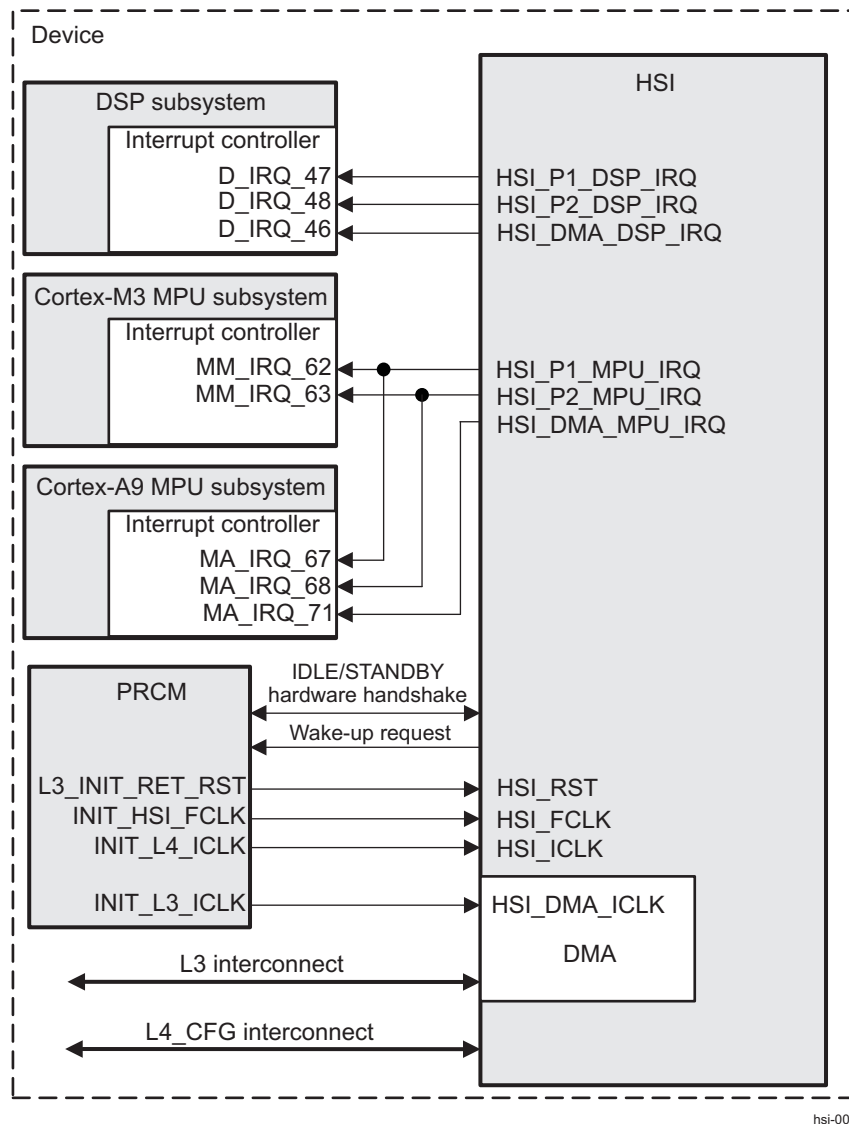 Device
HSI
DSP subsystem
Interrupt controller
D_IRQ_47
HSI_P1_DSP_IRQ
D_IRQ_48
HSI_P2_DSP_IRQ
D_IRQ_46
HSI_DMA_DSP_IRQ
Cortex-M3 MPU subsystem
Interrupt controller
MM_IRQ_62
HSI_P1_MPU_IRQ
MM_IRQ_63
HSI_P2_MPU_IRQ
HSI_DMA_MPU_IRQ
Cortex-A9 MPU subsystem
Interrupt controller
MA_IRQ_67
MA_IRQ_68
MA_IRQ_71
PRCM
IDLE/STANDBY
hardware handshake
Wake-up request
L3_INIT_RET_RST
HSI_RST
INIT_HSI_FCLK
HSI_FCLK
INIT_L4_ICLK
HSI_ICLK
INIT_L3_ICLK
HSI_DMA_ICLK
DMA
L3 interconnect
L4_CFG interconnect
hsi-00